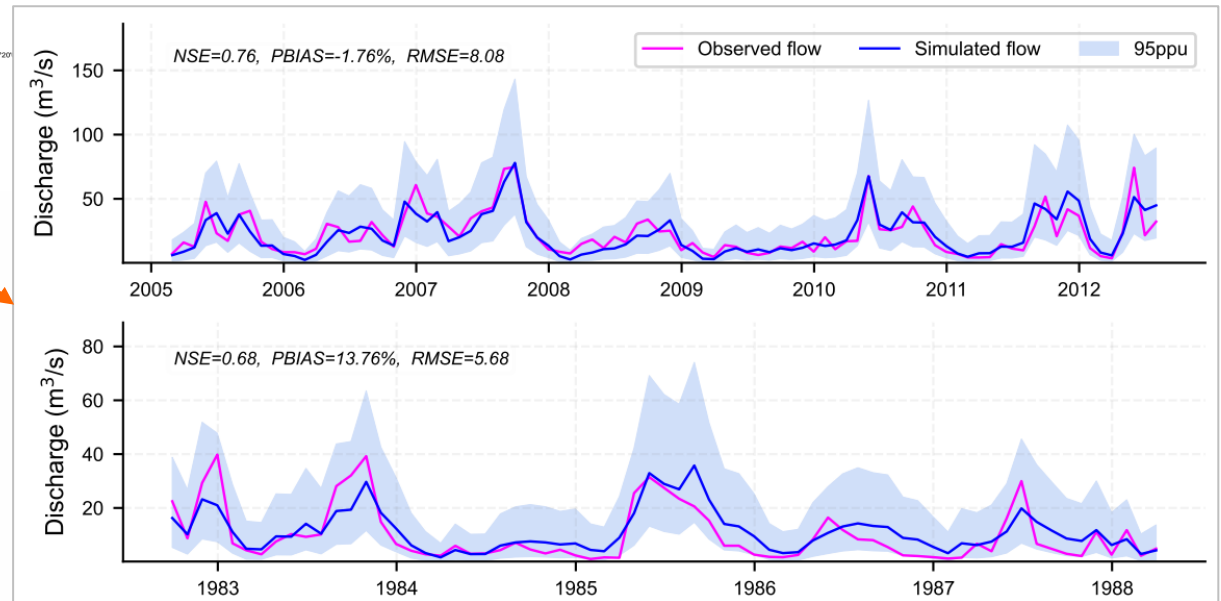 720'
NSE=0.76, PBIAS=-1.76%, RMSE=8.08
Observed flow Simulated flow 95ppu
Discharge (m³/s)
150
100
50
2005 2006 2007 2008 2009 2010 2011 2012
NSE=0.68, PBIAS=13.76%, RMSE=5.68
Discharge (m³/s)
80
60
40
20
1983 1984 1985 1986 1987 1988